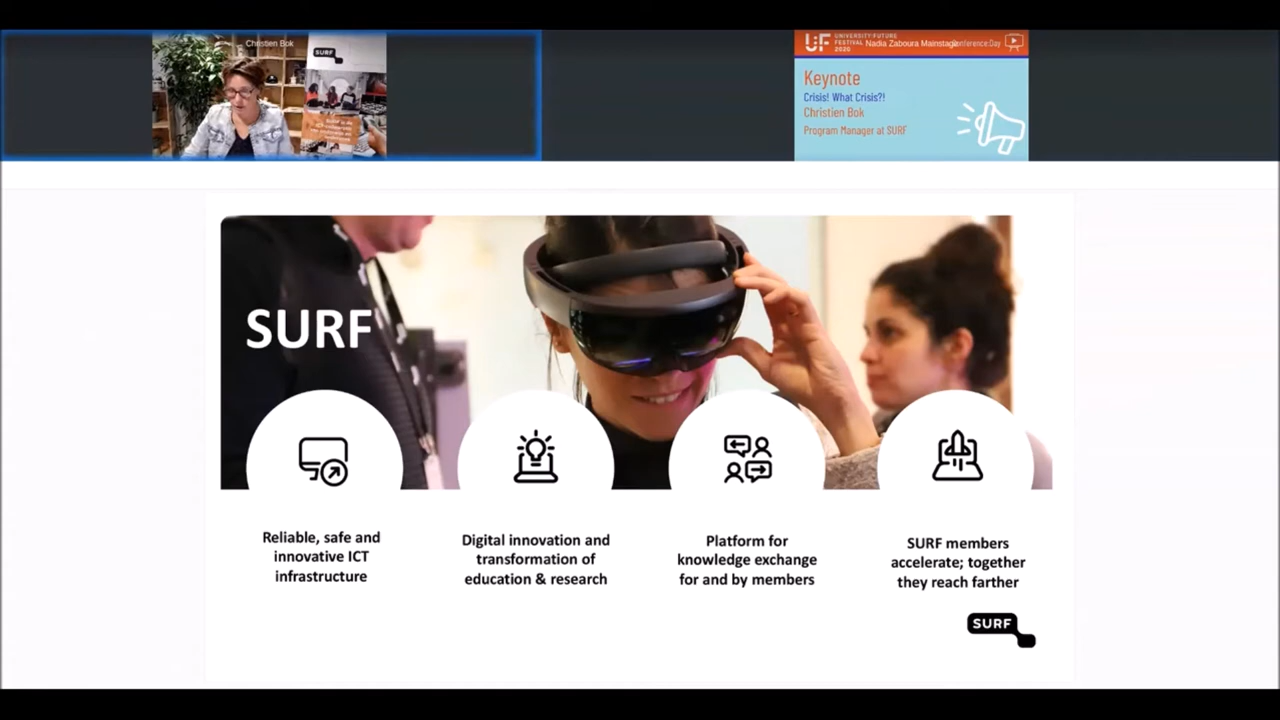 Christien Bok
SURF
U:F
UNIVERSITY:FUTURE
FESTIVAL
2020
Nadia Zaboura Mainstage
Conference:Day
Keynote
Crisis! What Crisis?!
Christien Bok
Program Manager at SURF
SURF
Reliable, safe and
innovative ICT
infrastructure
Digital innovation and
transformation of
education & research
Platform for
knowledge exchange
for and by members
SURF members
accelerate; together
they reach farther
SURF